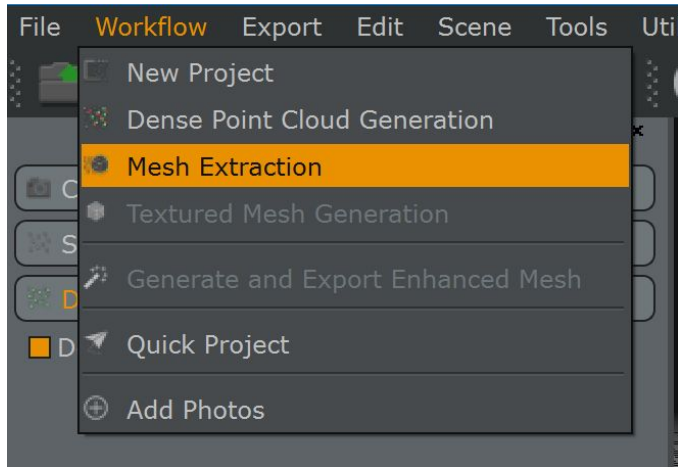 File Workflow Export Edit Scene Tools Uti
New Project
Dense Point Cloud Generation
Mesh Extraction
C
Textured Mesh Generation
S
Generate and Export Enhanced Mesh
D
D
Quick Project
Add Photos